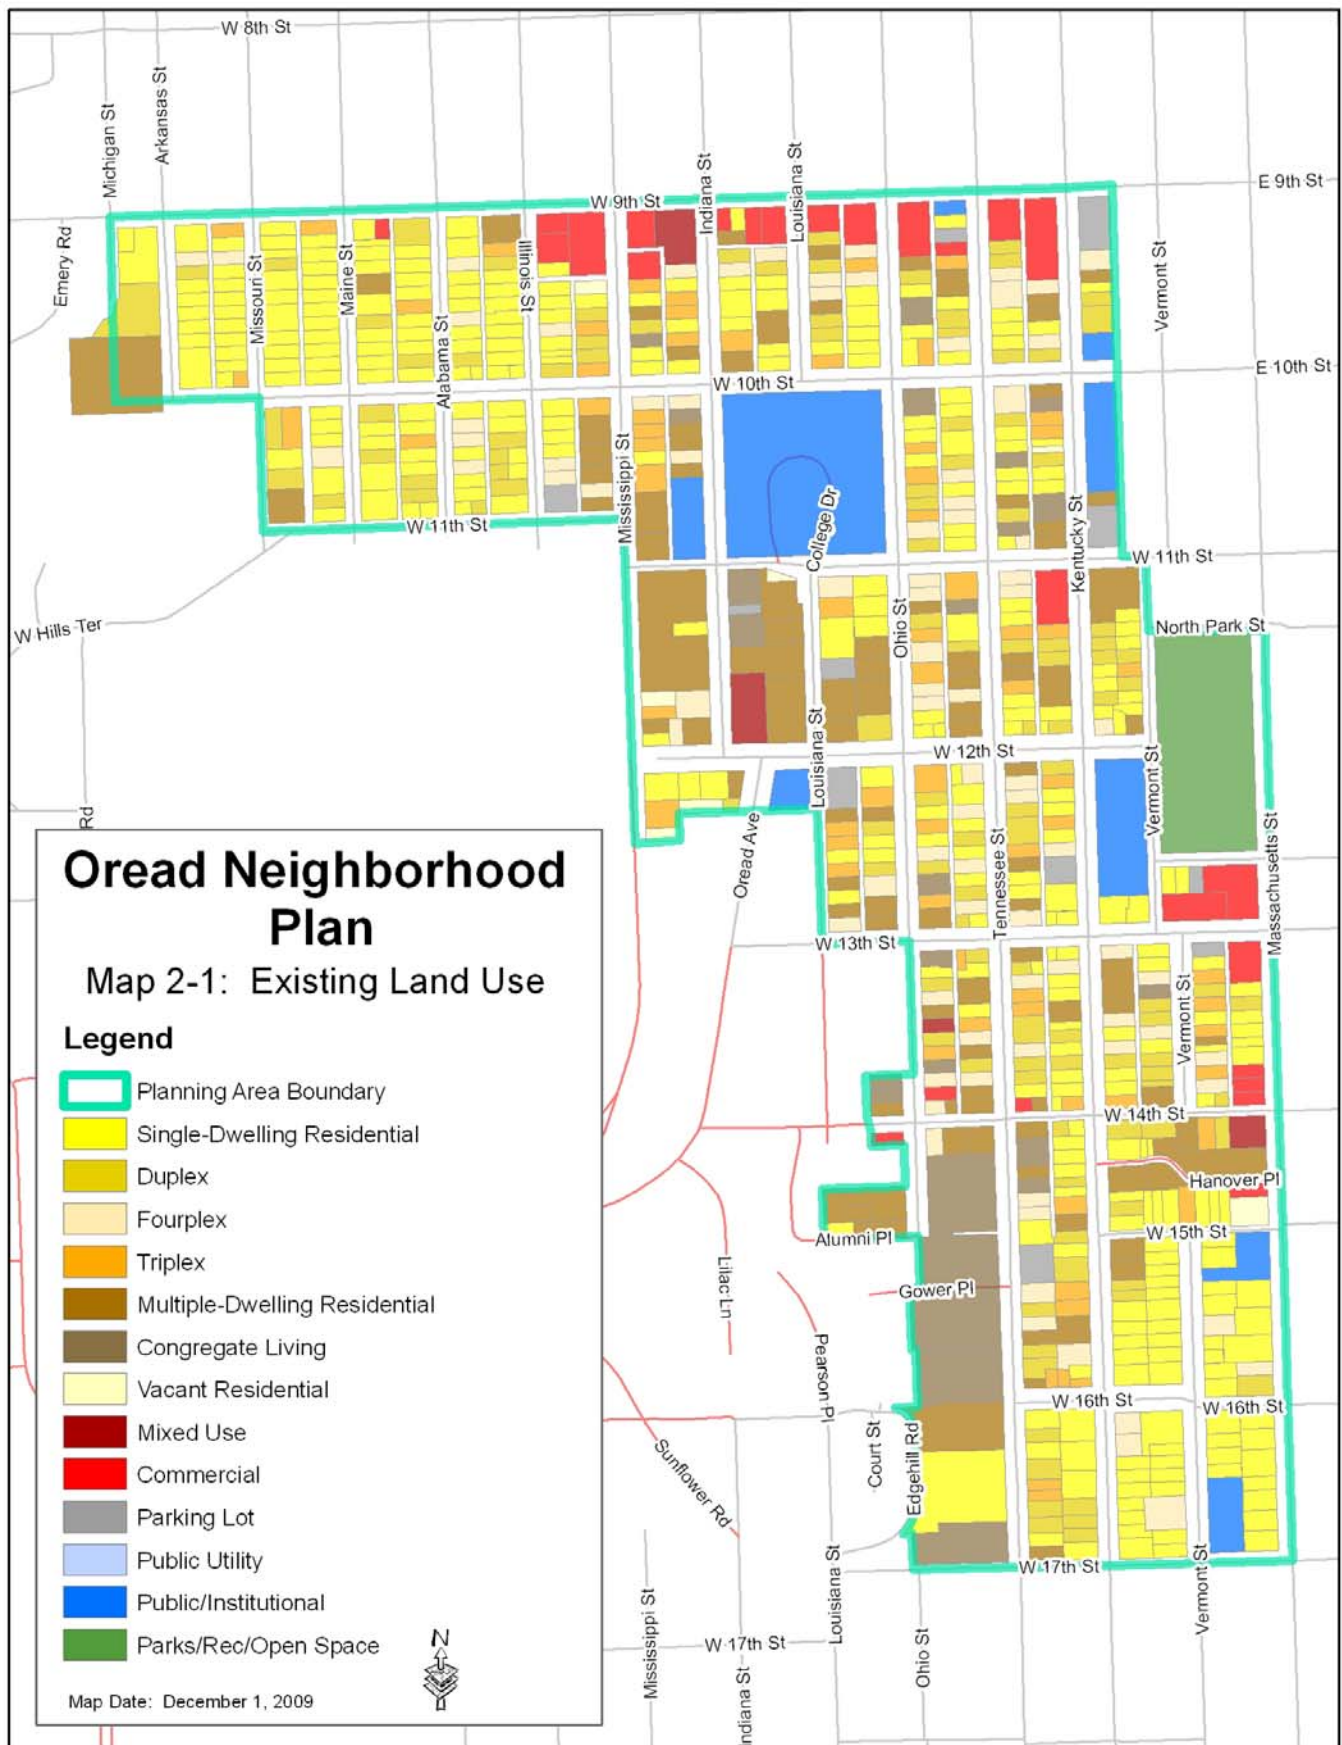 W 8th St
Michigan St
Arkansas St
Indiana St
Louisiana St
E 9th St
W 9th St
Emery Rd
Missouri St
Maine St
Illinois St
Vermont St
Alabama St
E 10th St
W 10th St
Mississippi St
College Dr
Kentucky St
W 11th St
W 11th St
W Hills Ter
Ohio St
North Park St
Louisiana St
W 12th St
Vermont St
Rd
Oread Ave
Tennessee St
Massachusetts St
W 13th St
Vermont St
W 14th St
Hanover Pl
W 15th St
Alumni Pl
Lilac Ln
Gower Pl
Pearson Pl
W 16th St
W 16th St
Court St
Edgehill Rd
Sunflower Rd
W 17th St
Louisiana St
Vermont St
Mississippi St
W 17th St
Ohio St
ndiana St
Oread Neighborhood
Plan
Map 2-1: Existing Land Use
Legend
Planning Area Boundary
Single-Dwelling Residential
Duplex
Fourplex
Triplex
Multiple-Dwelling Residential
Congregate Living
Vacant Residential
Mixed Use
Commercial
Parking Lot
Public Utility
Public/Institutional
Parks/Rec/Open Space
N
Map Date: December 1, 2009